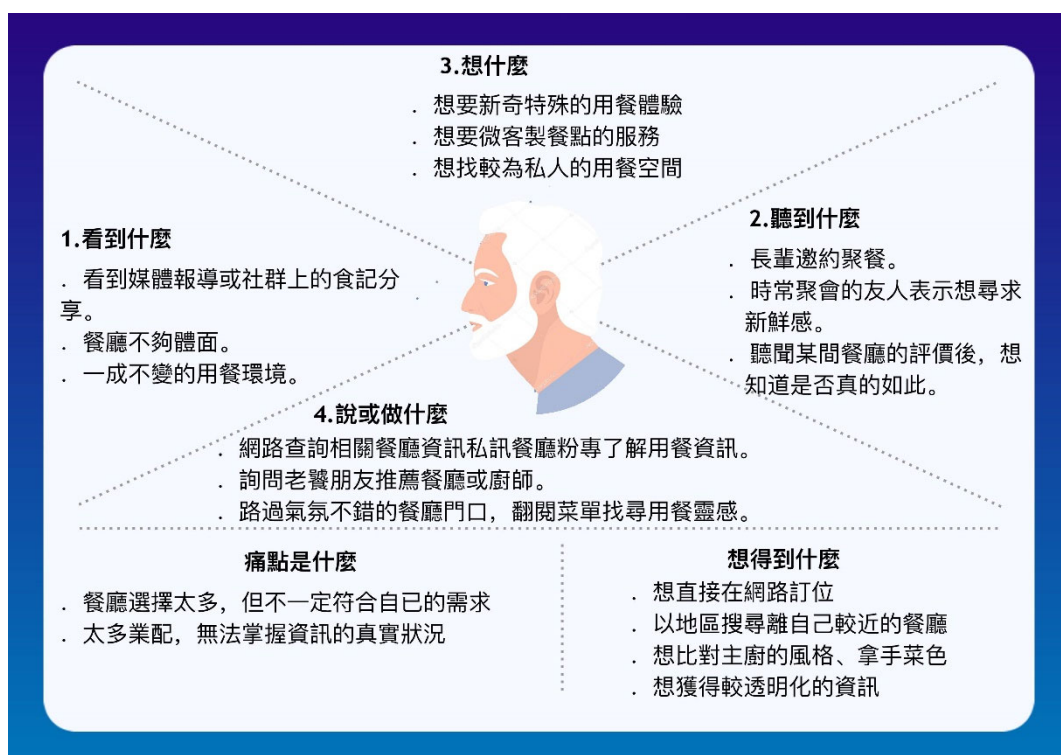 3.想什麼
．想要新奇特殊的用餐體驗
．想要微客製餐點的服務
．想找較為私人的用餐空間
1.看到什麼
．看到媒體報導或社群上的食記分
享。
．餐廳不夠體面。
．一成不變的用餐環境。
2.聽到什麼
．長輩邀約聚餐。
．時常聚會的友人表示想尋求
新鮮感。
．聽聞某間餐廳的評價後，想
知道是否真的如此。
4.說或做什麼
．網路查詢相關餐廳資訊私訊餐廳粉專了解用餐資訊。
．詢問老饕朋友推薦餐廳或廚師。
．路過氣氛不錯的餐廳門口，翻閱菜單找尋用餐靈感。
痛點是什麼
．餐廳選擇太多，但不一定符合自己的需求
．太多業配，無法掌握資訊的真實狀況
想得到什麼
．想直接在網路訂位
．以地區搜尋離自己較近的餐廳
．想比對主廚的風格、拿手菜色
．想獲得較透明化的資訊